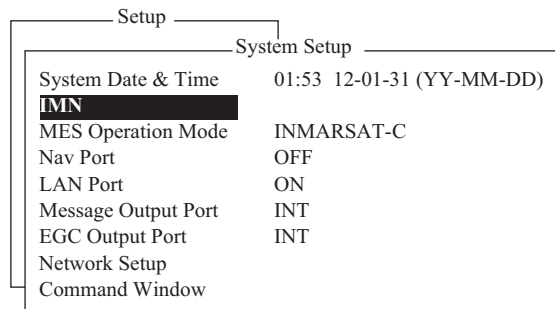 Setup
System Setup
System Date & Time 01:53 12-01-31 (YY-MM-DD)
IMN
MES Operation Mode INMARSAT-C
Nav Port OFF
LAN Port ON
Message Output Port INT
EGC Output Port INT
Network Setup
Command Window